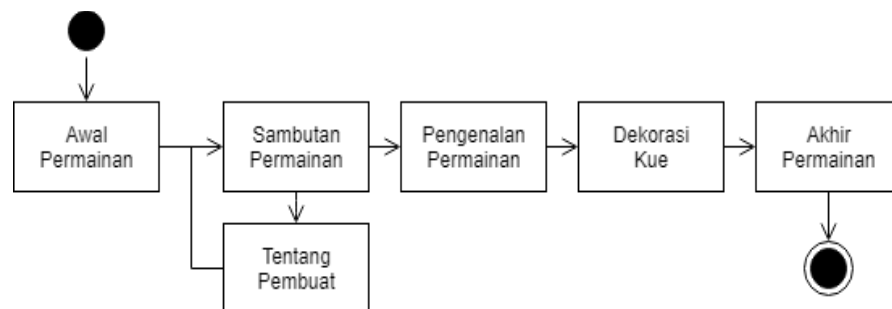 Awal
Permainan
Sambutan
Permainan
Pengenalan
Permainan
Dekorasi
Kue
Akhir
Permainan
Tentang
Pembuat